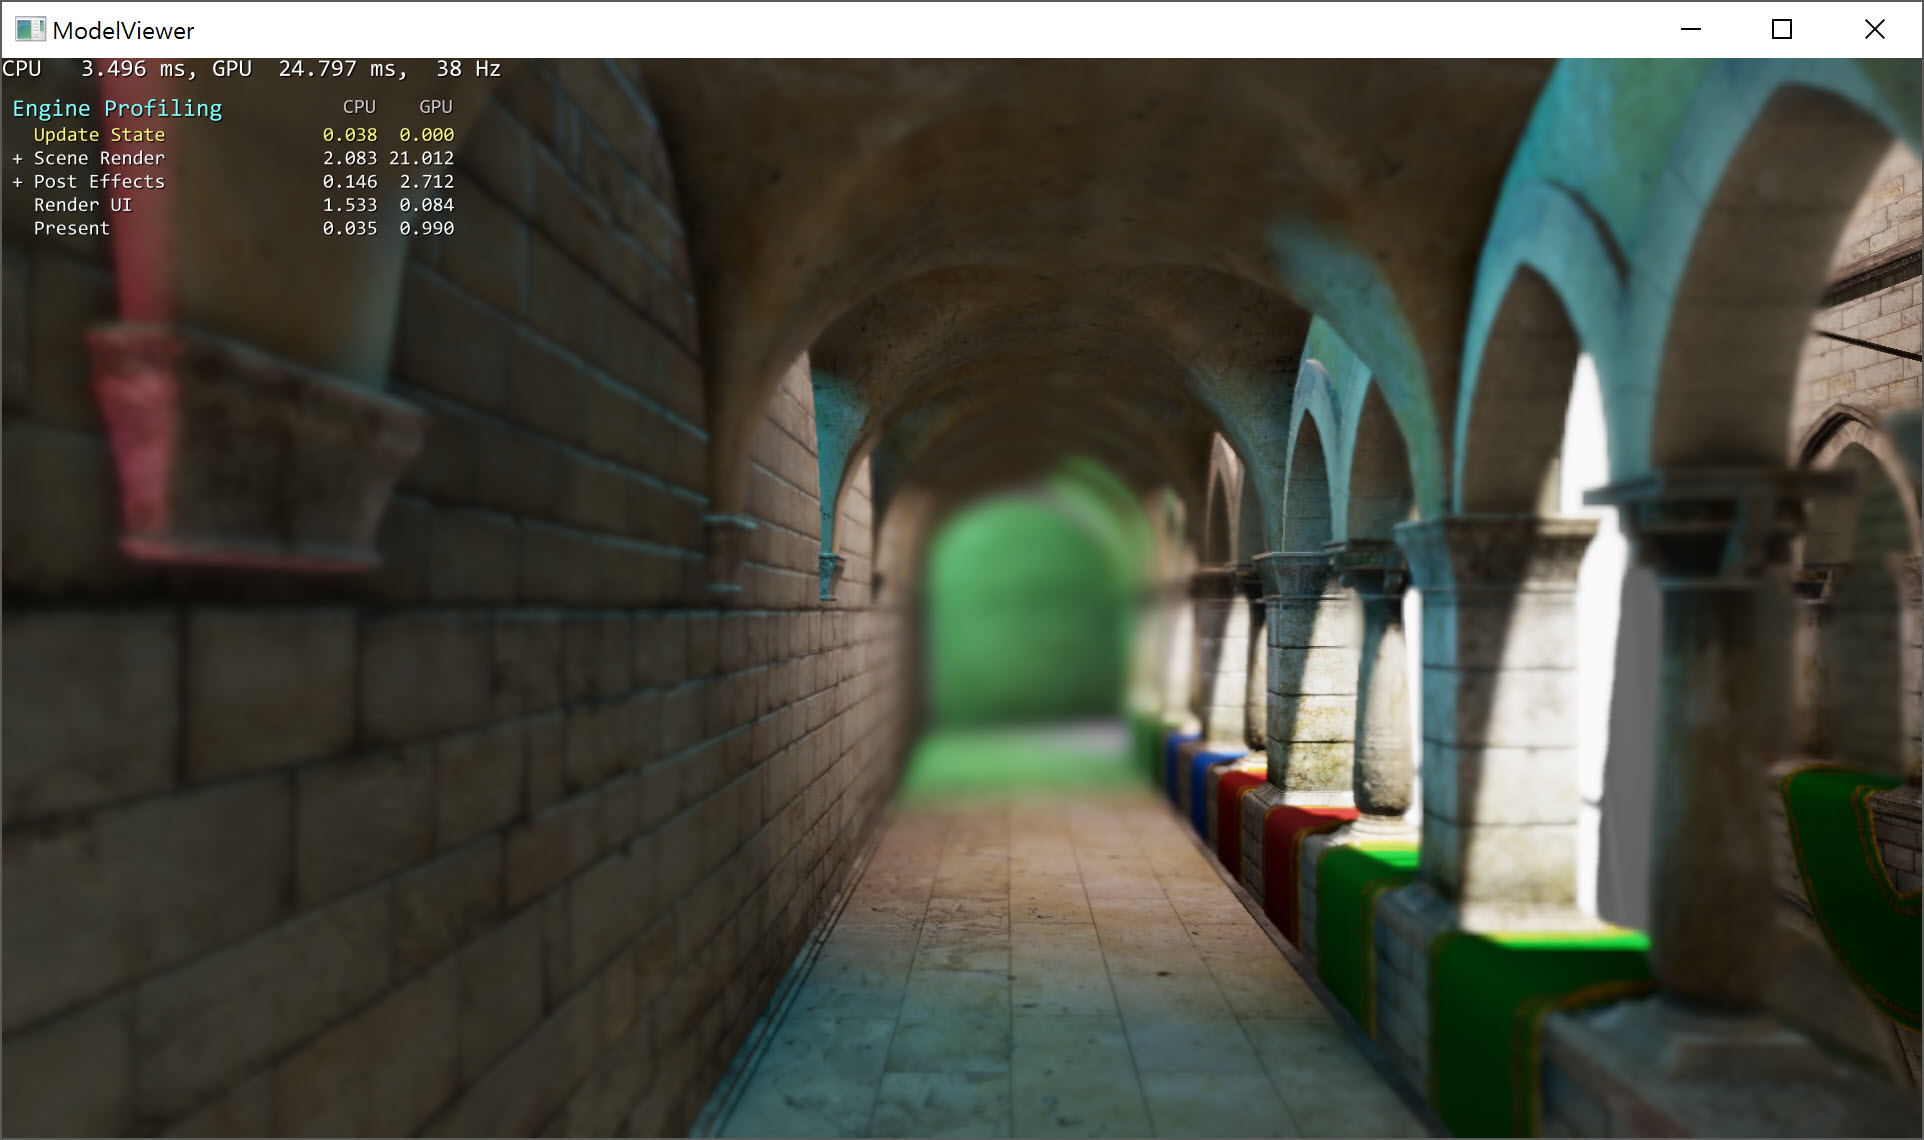 ModelViewer
CPU 3.496 ms, GPU 24.797 ms, 38 Hz
Engine Profiling CPU GPU
Update State 0.038 0.000
+ Scene Render 2.083 21.012
+ Post Effects 0.146 2.712
Render UI 1.533 0.084
Present 0.035 0.990